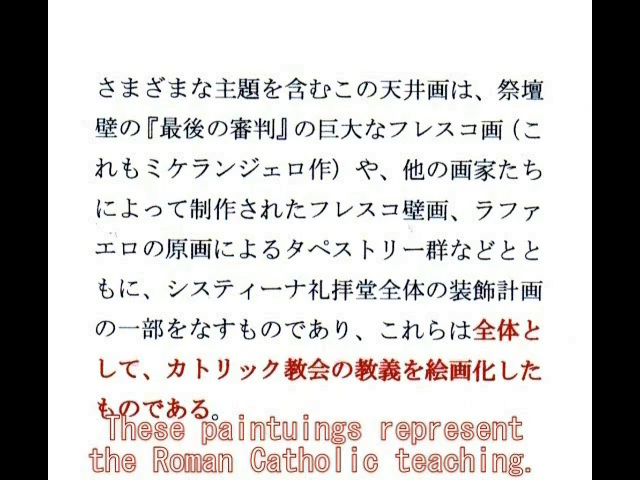 さまざまな主題を含むこの天井画は、祭壇
壁の『最後の審判』の巨大なフレスコ画（こ
れもミケランジェロ作）や、他の画家たち
によって制作されたフレスコ壁画、ラファ
エロの原画によるタペストリー群などとと
もに、システィーナ礼拝堂全体の装飾計画
の一部をなすものであり、これらは全体と
して、カトリック教会の教義を絵画化した
ものである。
These paintuings represent
the Roman Catholic teaching.